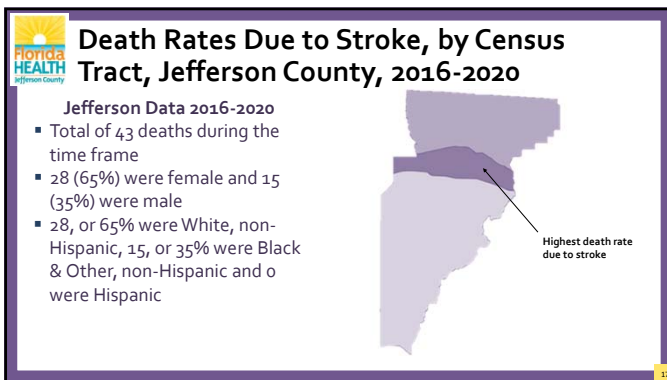 Florida
HEALTH
Jefferson County
Death Rates Due to Stroke, by Census
Tract, Jefferson County, 2016-2020
Jefferson Data 2016-2020
▪ Total of 43 deaths during the
time frame
▪ 28 (65%) were female and 15
(35%) were male
▪ 28, or 65% were White, non-
Hispanic, 15, or 35% were Black
& Other, non-Hispanic and 0
were Hispanic
Highest death rate
due to stroke